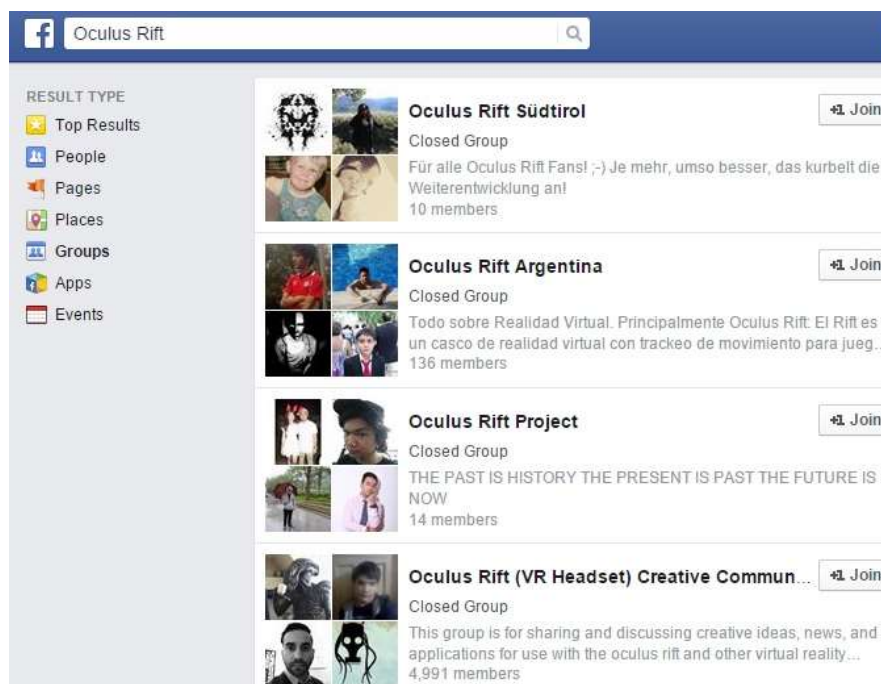 f
Oculus Rift
RESULT TYPE
Top Results
People
Pages
Places
Groups
Apps
Events
Oculus Rift Südtirol
+1 Join
Closed Group
Für alle Oculus Rift Fans! ;-) Je mehr, umso besser, das kurbelt die
Weiterentwicklung an!
10 members
Oculus Rift Argentina
+1 Join
Closed Group
Todo sobre Realidad Virtual. Principalmente Oculus Rift: El Rift es
un casco de realidad virtual con trackeo de movimiento para jueg...
136 members
Oculus Rift Project
+1 Join
Closed Group
THE PAST IS HISTORY THE PRESENT IS PAST THE FUTURE IS
NOW
14 members
Oculus Rift (VR Headset) Creative Commun...
+1 Join
Closed Group
This group is for sharing and discussing creative ideas, news, and
applications for use with the oculus rift and other virtual reality...
4,991 members